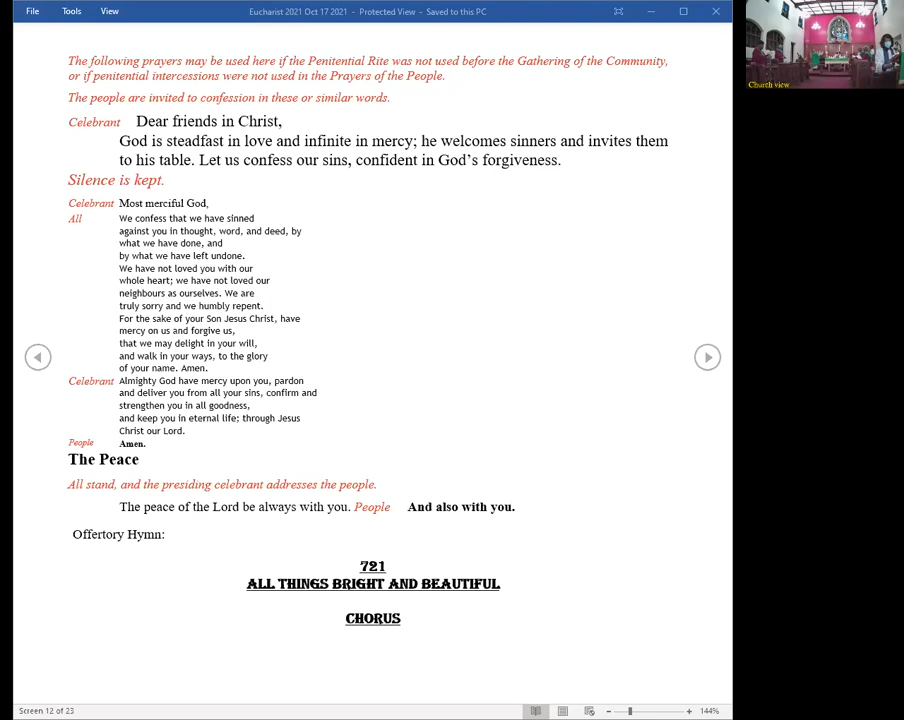 File Tools View Eucharist 2021 Oct 17 2021 - Protected View - Saved to this PC
The following prayers may be used here if the Penitential Rite was not used before the Gathering of the Community,
or if penitential intercessions were not used in the Prayers of the People.
The people are invited to confession in these or similar words.
Celebrant Dear friends in Christ,
God is steadfast in love and infinite in mercy; he welcomes sinners and invites them
to his table. Let us confess our sins, confident in God's forgiveness.
Silence is kept.
Celebrant Most merciful God,
All We confess that we have sinned
against you in thought, word, and deed, by
what we have done, and
by what we have left undone.
We have not loved you with our
whole heart; we have not loved our
neighbours as ourselves. We are
truly sorry and we humbly repent.
For the sake of your Son Jesus Christ, have
mercy on us and forgive us,
that we may delight in your will,
and walk in your ways, to the glory
of your name. Amen.
Celebrant Almighty God have mercy upon you, pardon
and deliver you from all your sins, confirm and
strengthen you in all goodness,
and keep you in eternal life; through Jesus
Christ our Lord.
People Amen.
The Peace
All stand, and the presiding celebrant addresses the people.
The peace of the Lord be always with you. People And also with you.
Offertory Hymn:
721
ALL THINGS BRIGHT AND BEAUTIFUL
CHORUS
Screen 12 of 23 144%
Church view